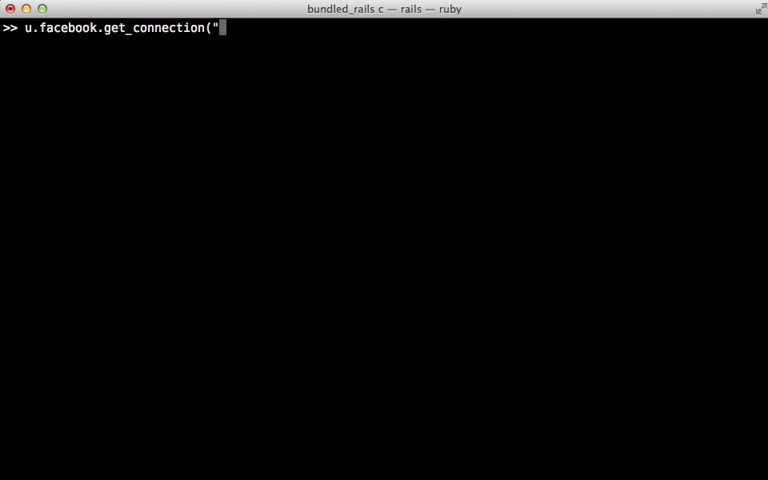 bundled_rails c — rails — ruby
>> u.facebook.get_connection("